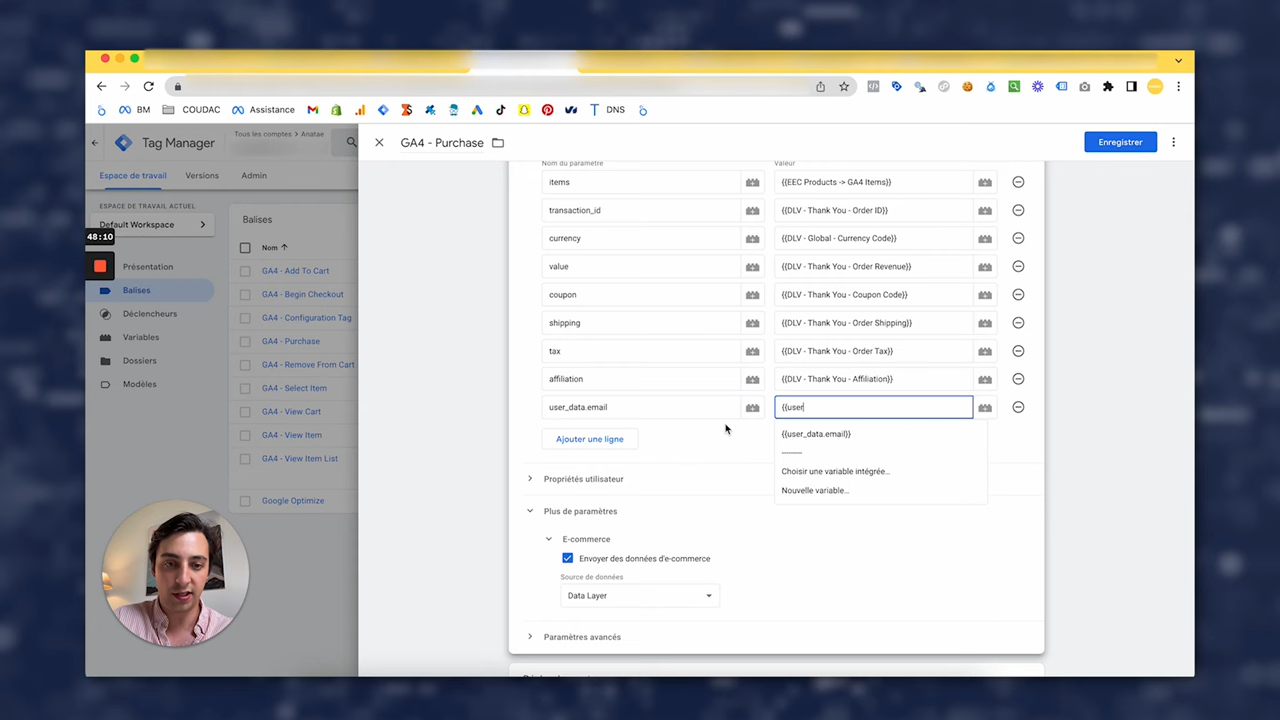 BM
COUDAC
Assistance
DNS
Tag Manager
Tous les comptes > Anatae
GA4 - Purchase
Enregistrer
Espace de travail
Versions
Admin
ESPACE DE TRAVAIL ACTUEL
Default Workspace
48:10
Présentation
Balises
Déclencheurs
Variables
Dossiers
Modèles
Balises
Nom
GA4 - Add To Cart
GA4 - Begin Checkout
GA4 - Configuration Tag
GA4 - Purchase
GA4 - Remove From Cart
GA4 - Select Item
GA4 - View Cart
GA4 - View Item
GA4 - View Item List
Google Optimize
Nom du paramètre
Valeur
items
{{EEC Products -> GA4 Items}}
transaction_id
{{DLV - Thank You - Order ID}}
currency
{{DLV - Global - Currency Code}}
value
{{DLV - Thank You - Order Revenue}}
coupon
{{DLV - Thank You - Coupon Code}}
shipping
{{DLV - Thank You - Order Shipping}}
tax
{{DLV - Thank You - Order Tax}}
affiliation
{{DLV - Thank You - Affiliation}}
user_data.email
{{user
{{user_data.email}}
--------
Choisir une variable intégrée...
Nouvelle variable...
Ajouter une ligne
Propriétés utilisateur
Plus de paramètres
E-commerce
Envoyer des données d'e-commerce
Source de données
Data Layer
Paramètres avancés